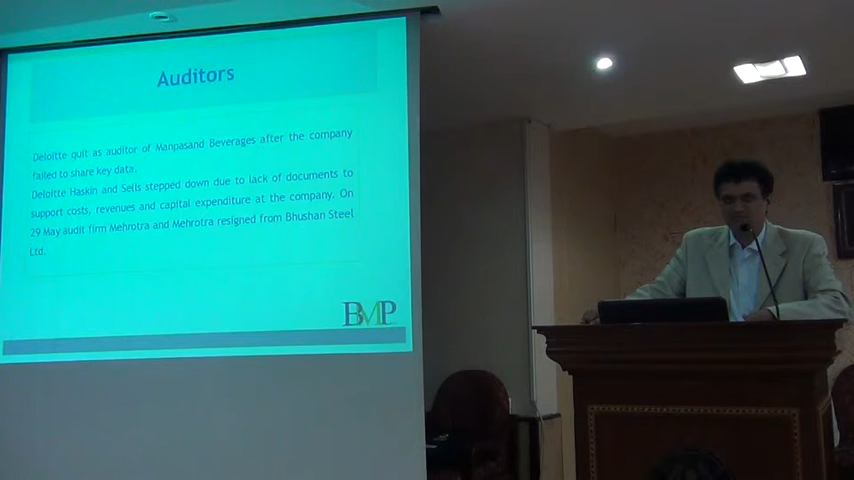 Auditors
Deloitte quit as auditor of Manpasand Beverages after the company
failed to share key data.
Deloitte Haskin and Sells stepped down due to lack of documents to
support costs, revenues and capital expenditure at the company. On
29 May audit firm Mehrotra and Mehrotra resigned from Bhushan Steel
Ltd.
BMP